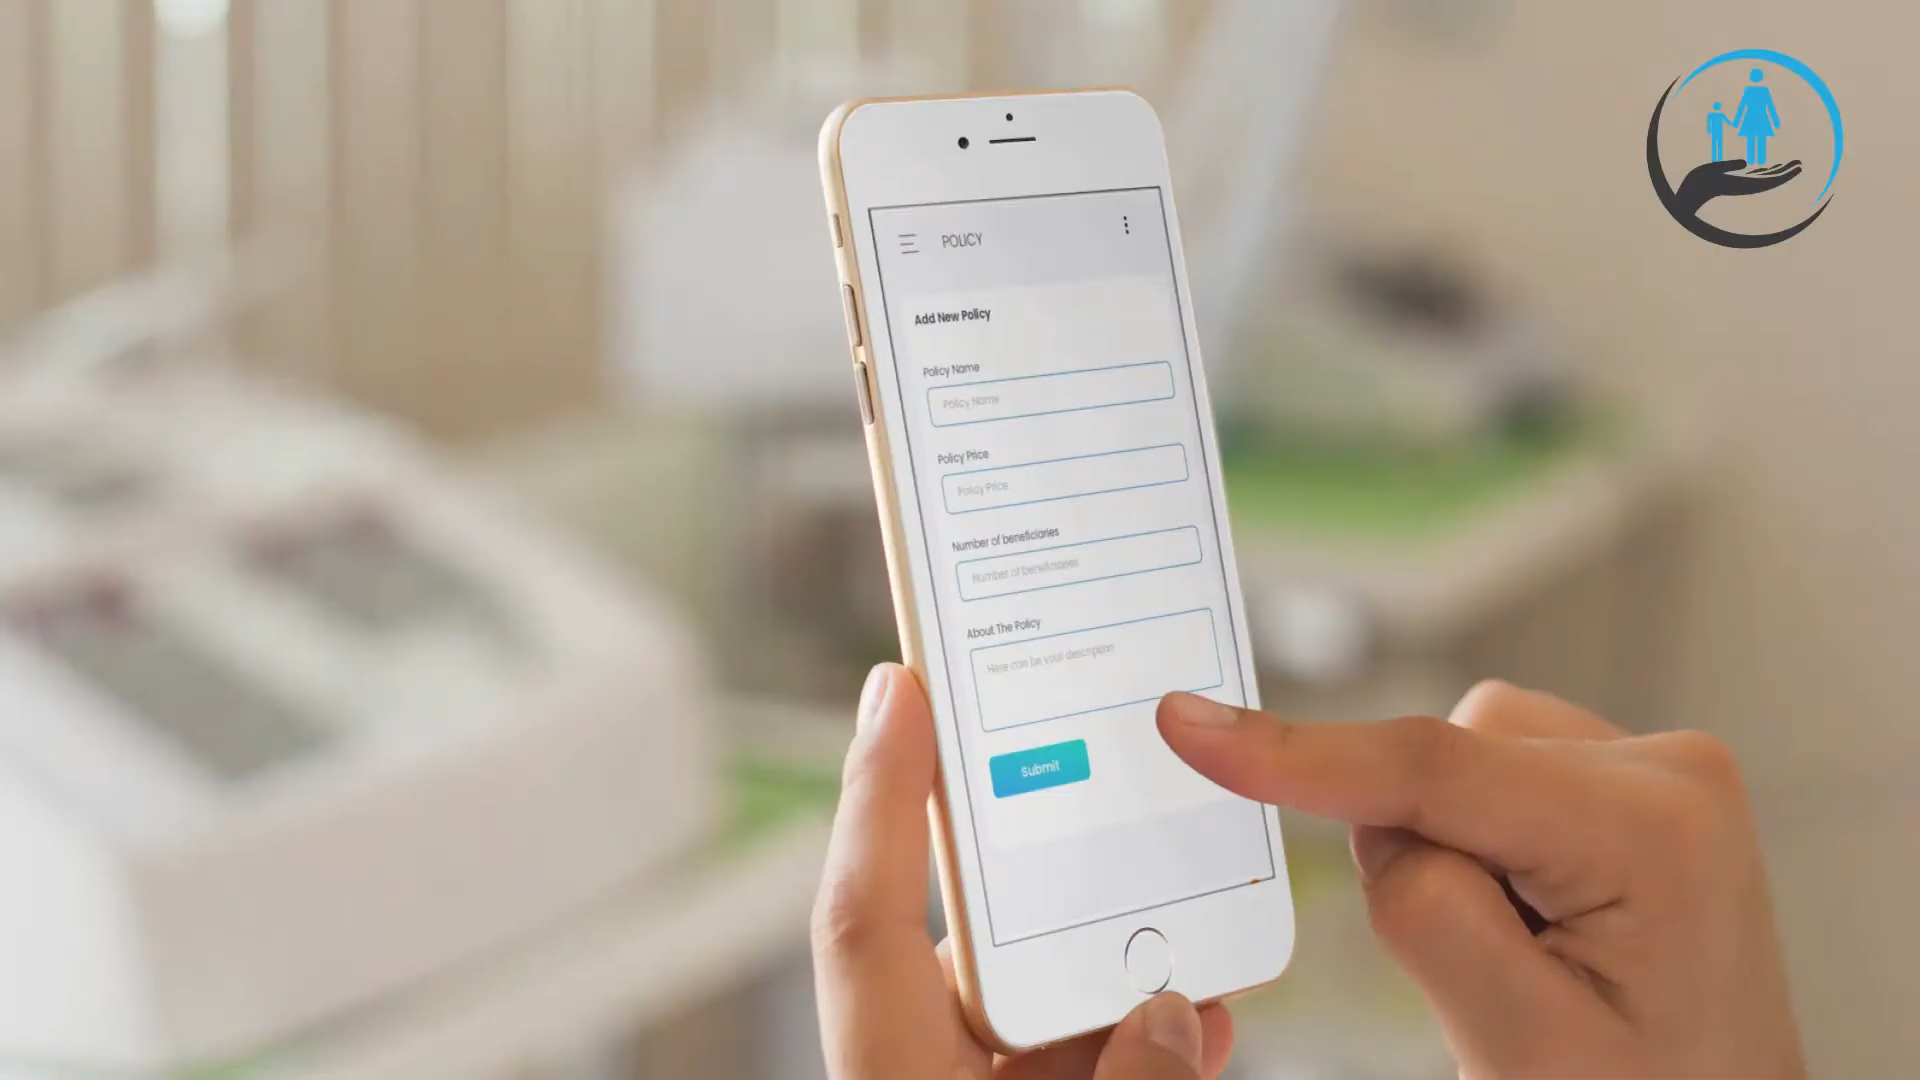 POLICY
Add New Policy
Policy Name
Policy Name
Policy Price
Policy Price
Number of beneficiaries
Number of beneficiaries
About The Policy
Here can be your description
Submit